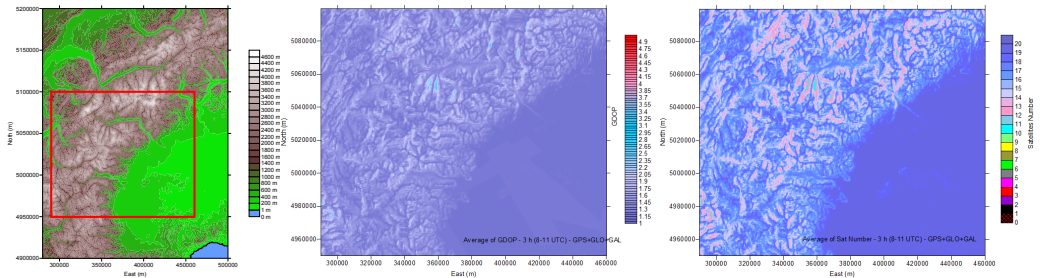 5200000
5150000
5100000
5050000
5000000
4950000
4900000
North (m)
300000
350000
400000
450000
500000
East (m)
4800 m
4600 m
4400 m
4200 m
4000 m
3800 m
3600 m
3400 m
3200 m
3000 m
2800 m
2600 m
2400 m
2200 m
2000 m
1800 m
1600 m
1400 m
1200 m
1000 m
800 m
600 m
400 m
200 m
1 m
0 m
North (m)
5080000
5060000
5040000
5020000
5000000
4980000
4960000
300000
320000
340000
360000
380000
400000
420000
440000
460000
East (m)
Average of GDOP - 3 h (8-11 UTC) - GPS+GLO+GAL
4.9
4.75
4.6
4.45
4.3
4.15
4
3.85
3.7
3.55
3.4
3.25
3.1
2.95
2.8
2.65
2.5
2.35
2.2
2.05
1.9
1.75
1.6
1.45
1.3
1.15
1
GDOP
North (m)
5080000
5060000
5040000
5020000
5000000
4980000
4960000
300000
320000
340000
360000
380000
400000
420000
440000
460000
East (m)
Average of Sat Number - 3 h (8-11 UTC) - GPS+GLO+GAL
20
19
18
17
16
15
14
13
12
11
10
9
8
7
6
5
4
3
2
1
0
Satellites Number